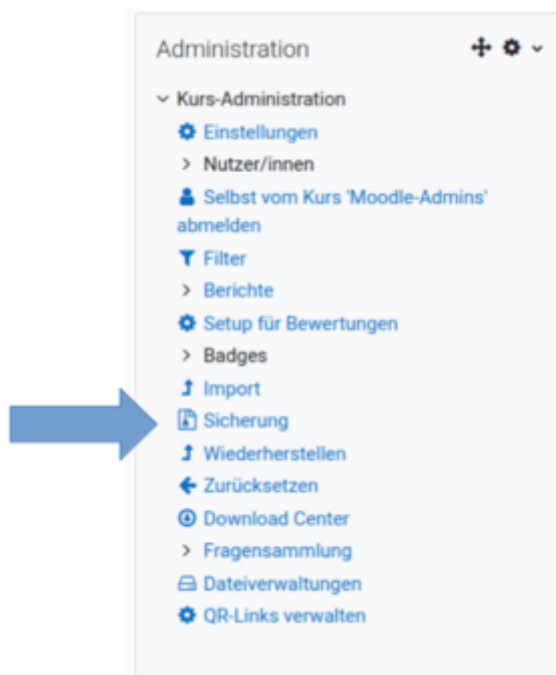 Administration
Kurs-Administration
Einstellungen
Nutzer/innen
Selbst vom Kurs 'Moodle-Admins'
abmelden
Filter
Berichte
Setup für Bewertungen
Badges
Import
Sicherung
Wiederherstellen
Zurücksetzen
Download Center
Fragensammlung
Dateiverwaltungen
QR-Links verwalten